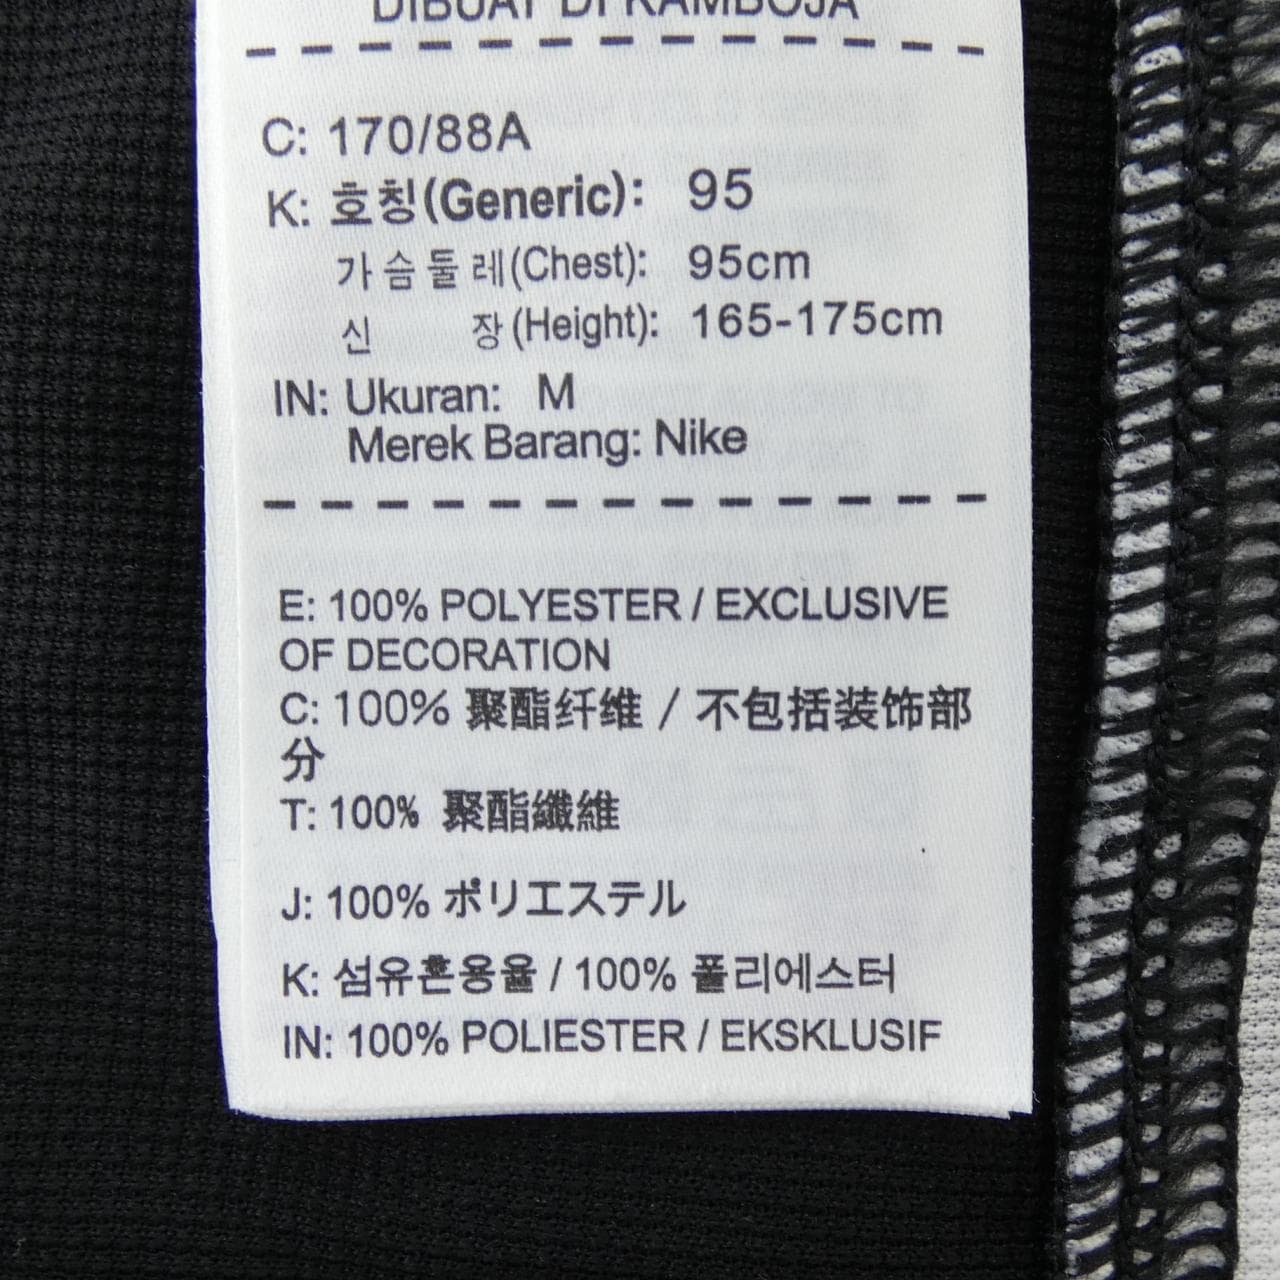 DIBUAT DI KAMBOJA
C: 170/88A
K: 호칭(Generic): 95
가슴둘레(Chest): 95cm
신 장(Height): 165-175cm
IN: Ukuran: M
Merek Barang: Nike
E: 100% POLYESTER / EXCLUSIVE
OF DECORATION
C: 100% 聚酯纤维 / 不包括装饰部
分
T: 100% 聚酯纖維
J: 100% ポリエステル
K: 섬유혼용율 / 100% 폴리에스터
IN: 100% POLIESTER / EKSKLUSIF